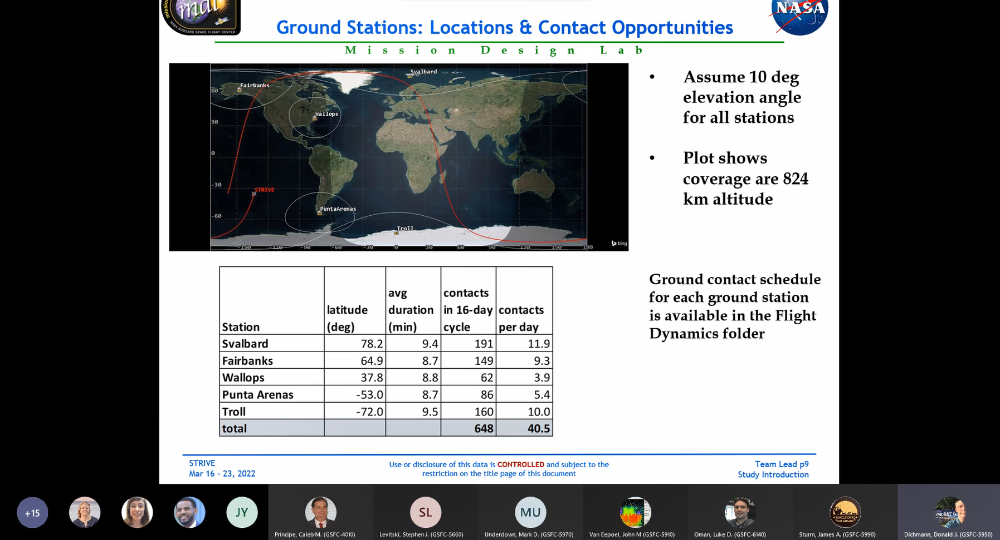 mdl
NASA GODDARD SPACE FLIGHT CENTER
NASA
Ground Stations: Locations & Contact Opportunities
Mission Design Lab
Svalbard
Fairbanks
60
Wallops
30
0
-30
STRIVE
PuntaArenas
-60
Troll
-150 -120 -90 -60 -30 0 30 60 90 120 150 180
bing
• Assume 10 deg
elevation angle
for all stations
• Plot shows
coverage are 824
km altitude
Station latitude (deg) avg duration (min) contacts in 16-day cycle contacts per day
Svalbard 78.2 9.4 191 11.9
Fairbanks 64.9 8.7 149 9.3
Wallops 37.8 8.8 62 3.9
Punta Arenas -53.0 8.7 86 5.4
Troll -72.0 9.5 160 10.0
total 648 40.5
Ground contact schedule
for each ground station
is available in the Flight
Dynamics folder
STRIVE
Mar 16 - 23, 2022
Use or disclosure of this data is CONTROLLED and subject to the
restriction on the title page of this document
Team Lead p9
Study Introduction
+15
JY
Principe, Caleb M. (GSFC-4010)
SL
Levitski, Stephen J. (GSFC-5660)
MU
Underdown, Mark D. (GSFC-5970)
Van Eepoel, John M (GSFC-5910)
Oman, Luke D. (GSFC-6140)
Sturm, James A. (GSFC-5990)
Dichmann, Donald J. (GSFC-5950)